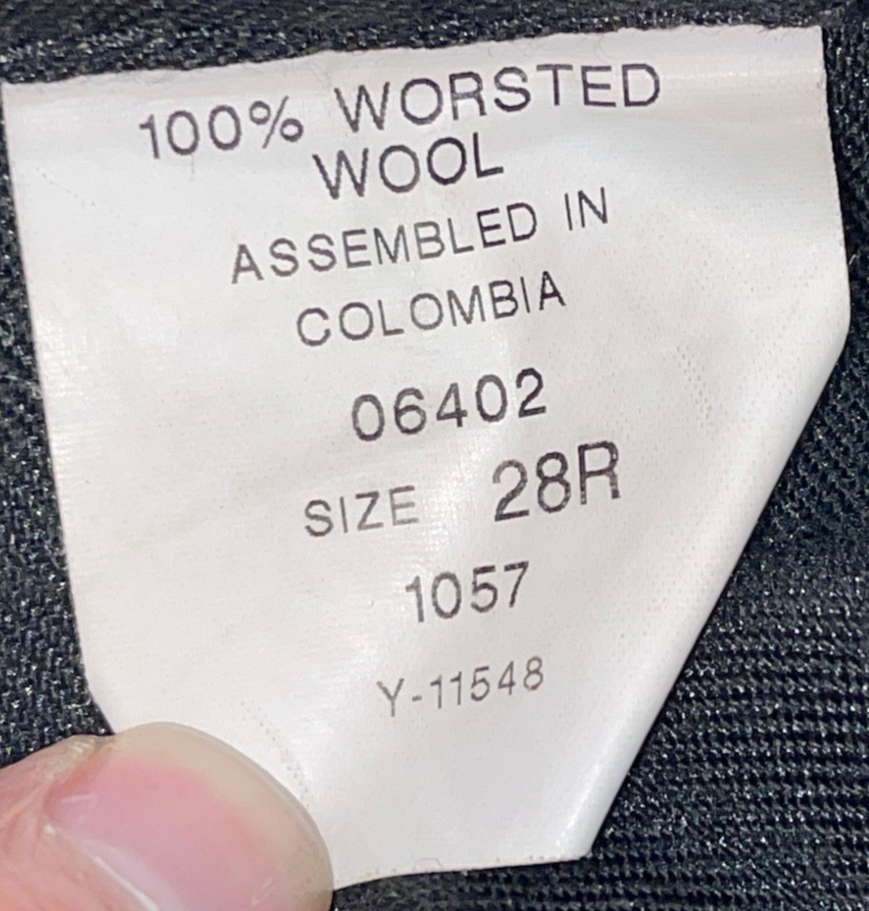 100% WORSTED
WOOL
ASSEMBLED IN
COLOMBIA
06402
SIZE 28R
1057
Y-11548